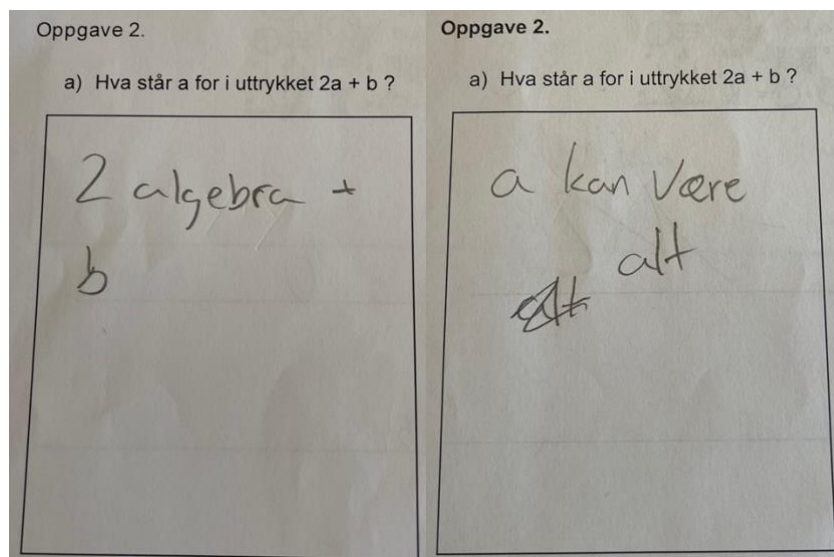 Oppgave 2.
a) Hva står a for i uttrykket 2a + b ?
2 algebra +
b
Oppgave 2.
a) Hva står a for i uttrykket 2a + b ?
a kan være
alt